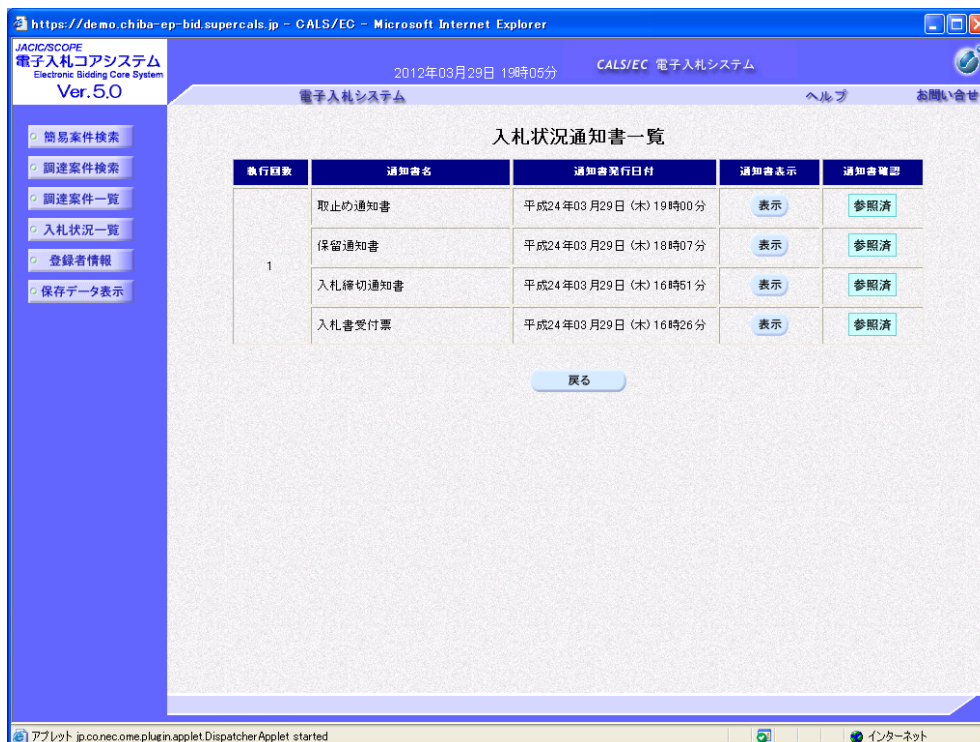 https://demo.chiba-ep-bid.supercals.jp - CALS/EC - Microsoft Internet Explorer
JACIC/SCOPE
電子入札コアシステム
Electronic Bidding Core System
Ver.5.0
2012年03月29日 19時05分
CALS/EC 電子入札システム
電子入札システム
ヘルプ
お問い合せ
簡易案件検索
調達案件検索
調達案件一覧
入札状況一覧
登録者情報
保存データ表示
入札状況通知書一覧
執行回数 通知書名 通知書発行日付 通知書表示 通知書確認
1
取止め通知書 平成24年03月29日 (木) 19時00分 表示 参照済
保留通知書 平成24年03月29日 (木) 18時07分 表示 参照済
入札締切通知書 平成24年03月29日 (木) 16時51分 表示 参照済
入札書受付票 平成24年03月29日 (木) 16時26分 表示 参照済
戻る
アプレット jp.co.nec.ome.plugin.applet.DispatcherApplet started
インターネット